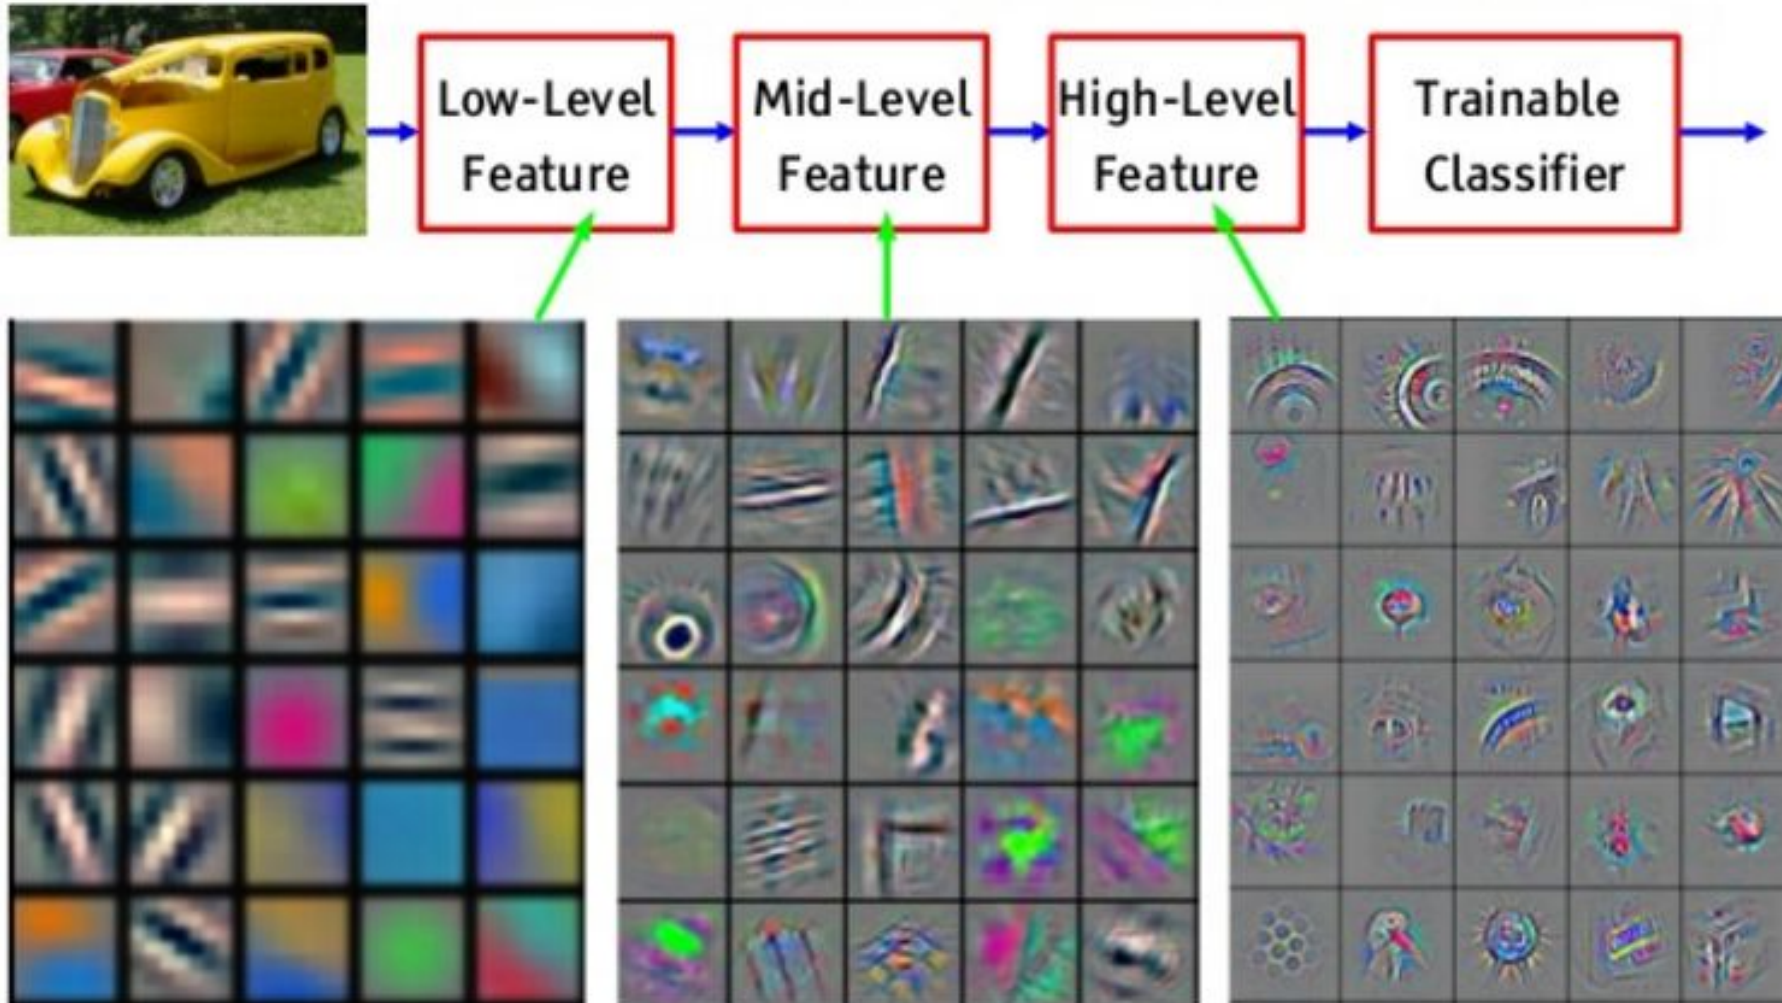 Low-Level
Feature
Mid-Level
Feature
High-Level
Feature
Trainable
Classifier